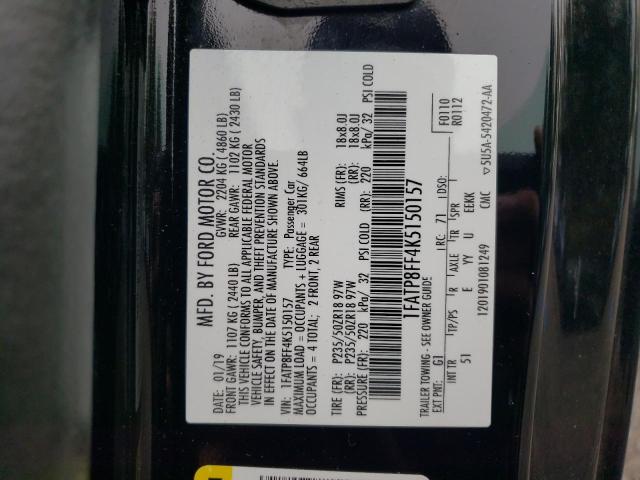 MFD. BY FORD MOTOR CO.
DATE: 01/19 GVWR: 2204 KG ( 4860 LB)
FRONT GAWR: 1107 KG ( 2440 LB) REAR GAWR: 1102 KG ( 2430 LB)
THIS VEHICLE CONFORMS TO ALL APPLICABLE FEDERAL MOTOR
VEHICLE SAFETY, BUMPER, AND THEFT PREVENTION STANDARDS
IN EFFECT ON THE DATE OF MANUFACTURE SHOWN ABOVE.
VIN: 1FATP8FF4K5150157 TYPE: Passenger Car
MAXIMUM LOAD = OCCUPANTS + LUGGAGE = 301KG/ 664LB
OCCUPANTS = 4 TOTAL; 2 FRONT, 2 REAR
TIRE (FR): P235/50ZR18 97W RIMS (FR): 18x8.0J
(RR): P235/50ZR18 97W (RR): 18x8.0J
PRESSURE (FR): 220 kPa/ 32 PSI COLD (RR): 220 kPa/ 32 PSI COLD
1FATP8FF4K5150157
TRAILER TOWING - SEE OWNER GUIDE
EXT PNT: G1 RC: 71 DSO: F0110
R0112
INT TR TP/PS R AXLE TR SPR
51 E YY U EEKK
12011901081249 CMC
▽5U5A-5420472-AA